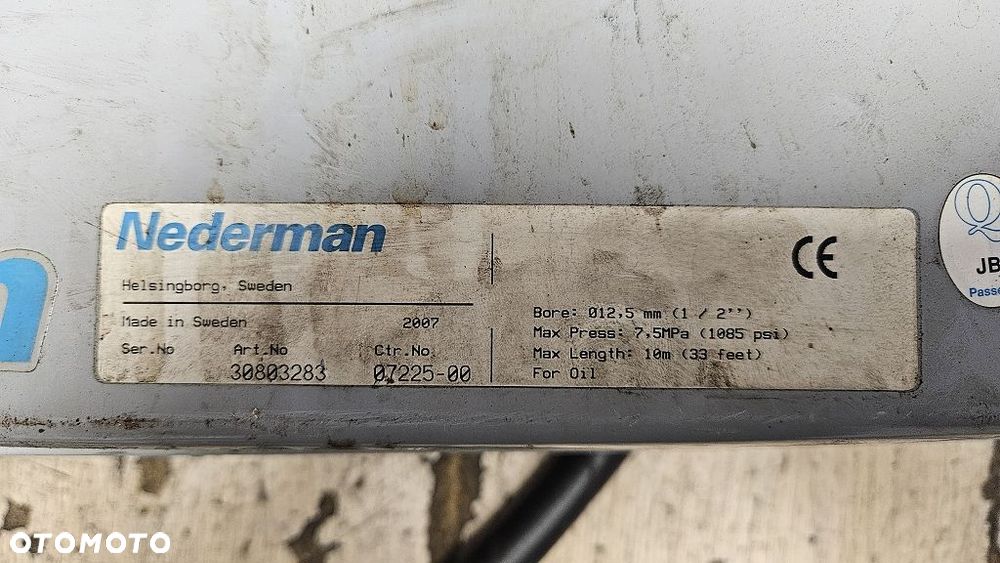 Nederman
Helsingborg, Sweden
Made in Sweden 2007
Ser.No Art.No Ctr.No.
30803283 07225-00
CE
Bore: Ø12,5 mm (1 / 2'')
Max Press: 7,5MPa (1085 psi)
Max Length: 10m (33 feet)
For Oil
Q
JB
Passe
OTOMOTO